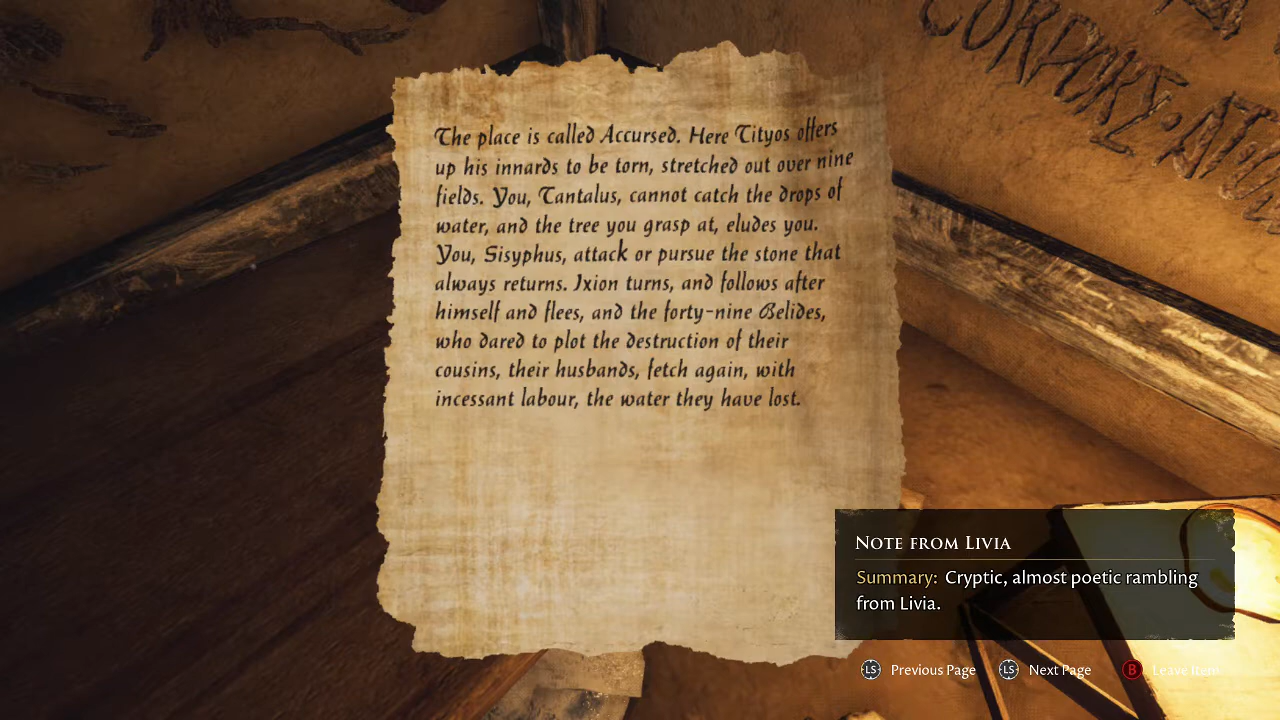 CORPORE·AT·
The place is called Accursed. Here Tityos offers
up his innards to be torn, stretched out over nine
fields. You, Tantalus, cannot catch the drops of
water, and the tree you grasp at, eludes you.
You, Sisyphus, attack or pursue the stone that
always returns. Ixion turns, and follows after
himself and flees, and the forty-nine Belides,
who dared to plot the destruction of their
cousins, their husbands, fetch again, with
incessant labour, the water they have lost.
Note from Livia
Summary: Cryptic, almost poetic rambling
from Livia.
LS Previous Page LS Next Page B Leave Item